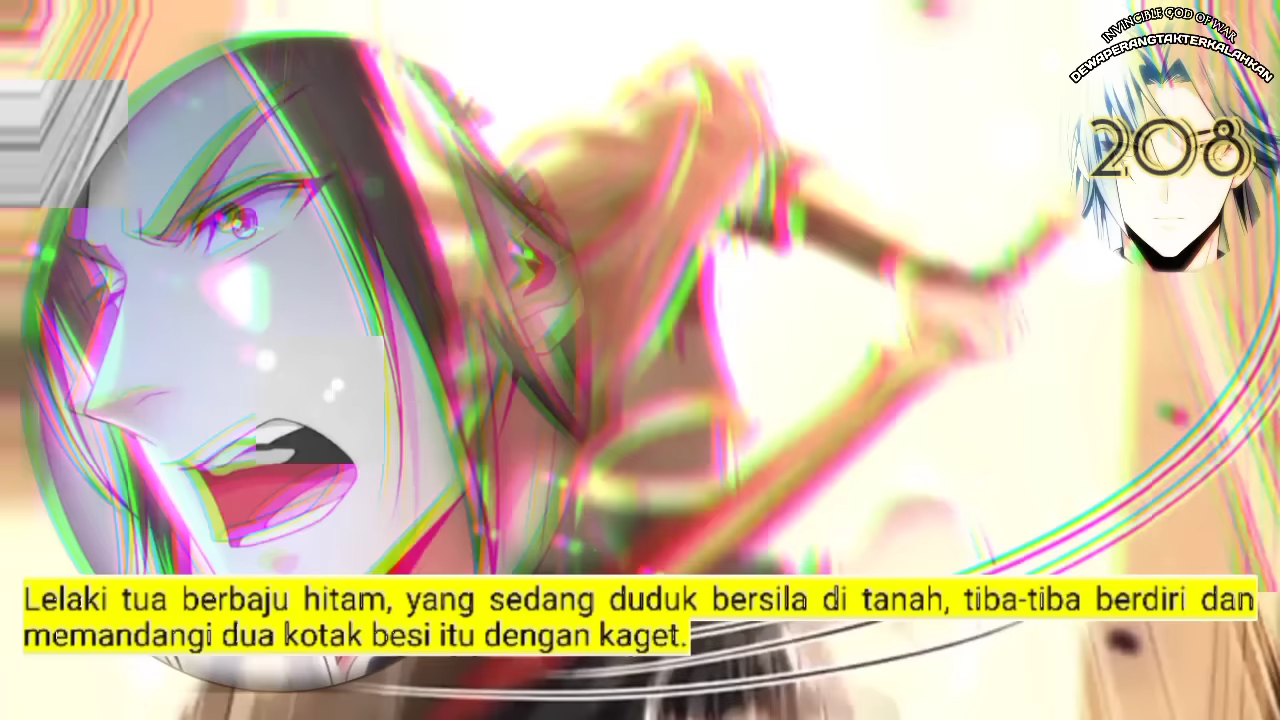 INVINCIBLE GOD OF WAR
DEWAPERANGTAKTERKALAHKAN
208
Lelaki tua berbaju hitam, yang sedang duduk bersila di tanah, tiba-tiba berdiri dan
memandangi dua kotak besi itu dengan kaget.